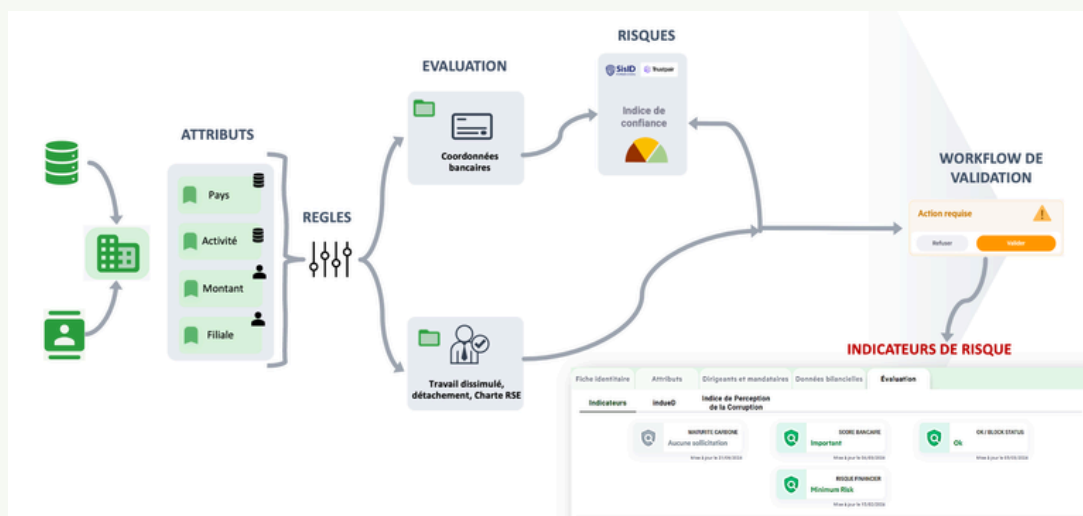 RISQUES
SisID
Trustpair
Indice de
confiance
EVALUATION
Coordonnées
bancaires
ATTRIBUTS
Pays
Activité
Montant
Filiale
REGLES
Travail dissimulé,
détachement, Charte RSE
WORKFLOW DE
VALIDATION
Action requise
Refuser
Valider
INDICATEURS DE RISQUE
Fiche identitaire
Attributs
Dirigeants et mandataires
Données bilancielles
Évaluation
Indicateurs
indueD
Indice de Perception
de la Corruption
MATURITE CARBONE
Aucune sollicitation
SCORE BANCAIRE
Important
OK / BLOCK STATUS
Ok
RISQUE FINANCIER
Minimum Risk